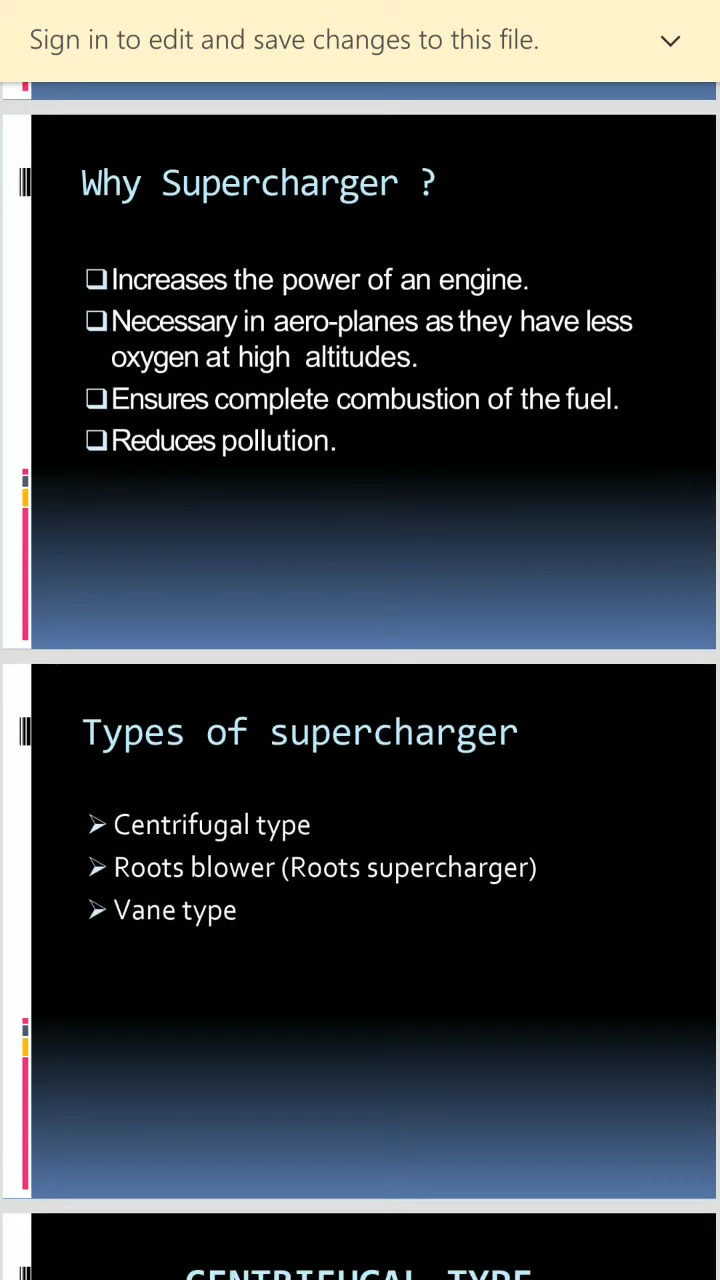 Sign in to edit and save changes to this file.
Why Supercharger ?
❑Increases the power of an engine.
❑Necessary in aero-planes as they have less
oxygen at high altitudes.
❑Ensures complete combustion of the fuel.
❑Reduces pollution.
Types of supercharger
➢ Centrifugal type
➢ Roots blower (Roots supercharger)
➢ Vane type
CENTRIFUGAL TYPE